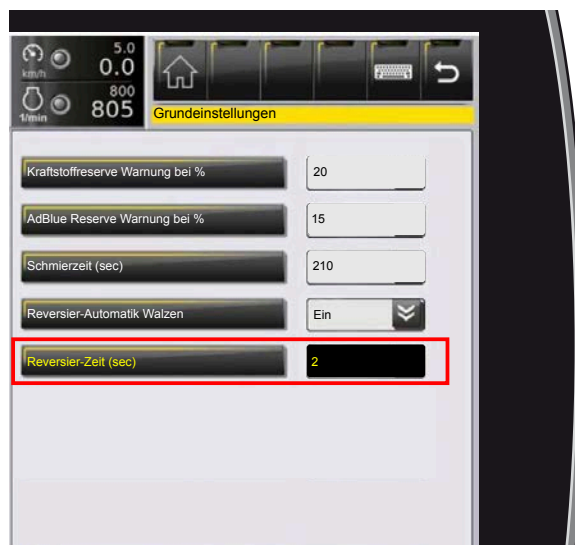 5.0
km/h
0.0
800
1/min
805
Grundeinstellungen
Kraftstoffreserve Warnung bei %
20
AdBlue Reserve Warnung bei %
15
Schmierzeit (sec)
210
Reversier-Automatik Walzen
Ein
Reversier-Zeit (sec)
2